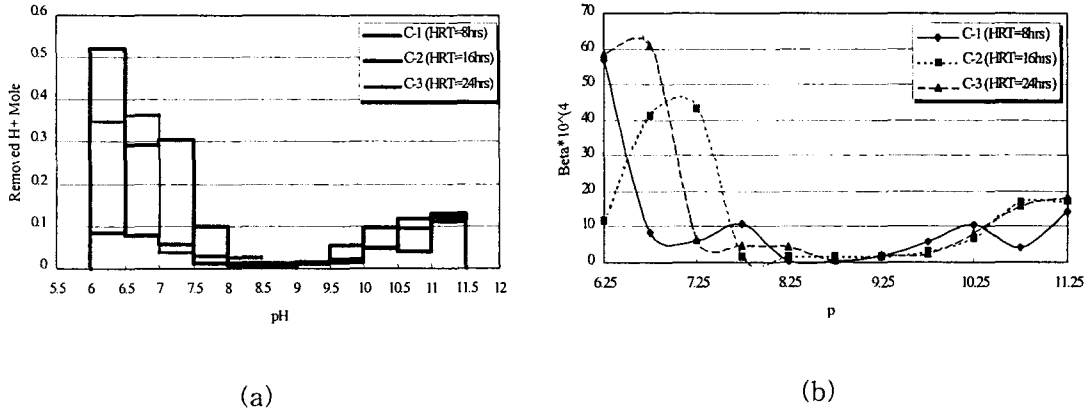 0.6
0.5
0.4
0.3
0.2
0.1
0
Removed H+ Mole
C-1 (HRT=8hrs)
C-2 (HRT=16hrs)
C-3 (HRT=24hrs)
5.5 6 6.5 7 7.5 8 8.5 9 9.5 10 10.5 11 11.5 12
pH
(a)
70
60
50
40
30
20
10
0
Beta*10^(4
C-1 (HRT=8hrs)
C-2 (HRT=16hrs)
C-3 (HRT=24hrs)
6.25 7.25 8.25 9.25 10.25 11.25
p
(b)